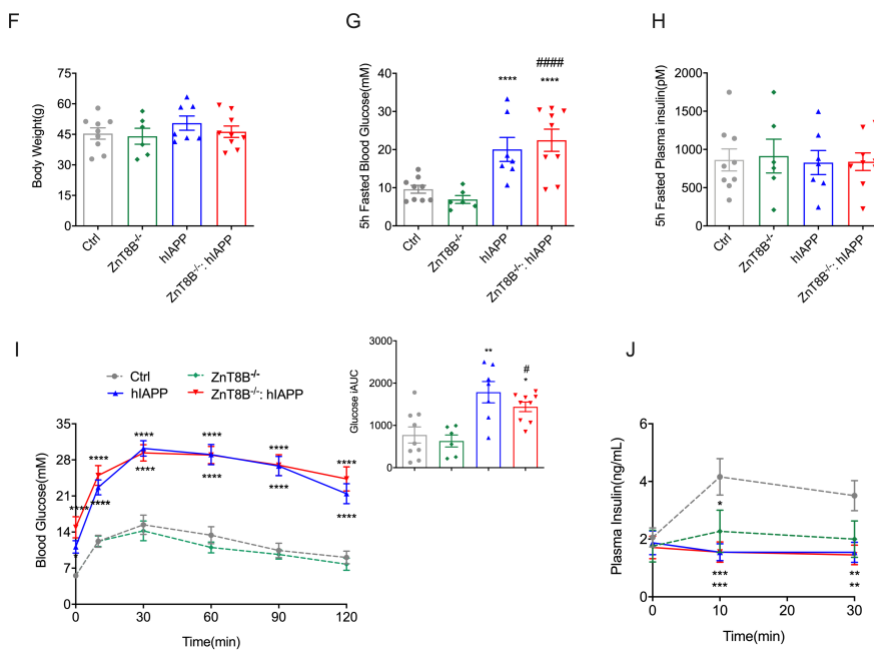 F
75
60
45
30
15
0
Body Weight(g)
Ctrl
ZnT8B-/-
hIAPP
ZnT8B-/-: hIAPP
G
40
30
20
10
0
5h Fasted Blood Glucose(mM)
####
****
****
Ctrl
ZnT8B-/-
hIAPP
ZnT8B-/-: hIAPP
H
2000
1500
1000
500
0
5h Fasted Plasma insulin(pM)
Ctrl
ZnT8B-/-
hIAPP
ZnT8B-/-: hIAPP
I
Ctrl
ZnT8B-/-
hIAPP
ZnT8B-/-: hIAPP
35
28
21
14
7
0
Blood Glucose(mM)
**** **** **** **** **** ****
* **** **** **** **** ****
0 30 60 90 120
Time(min)
3000
2000
1000
0
Glucose iAUC
**
#
*
J
6
4
2
0
Plasma Insulin(ng/mL)
*
*** **
*** **
0 10 20 30
Time(min)